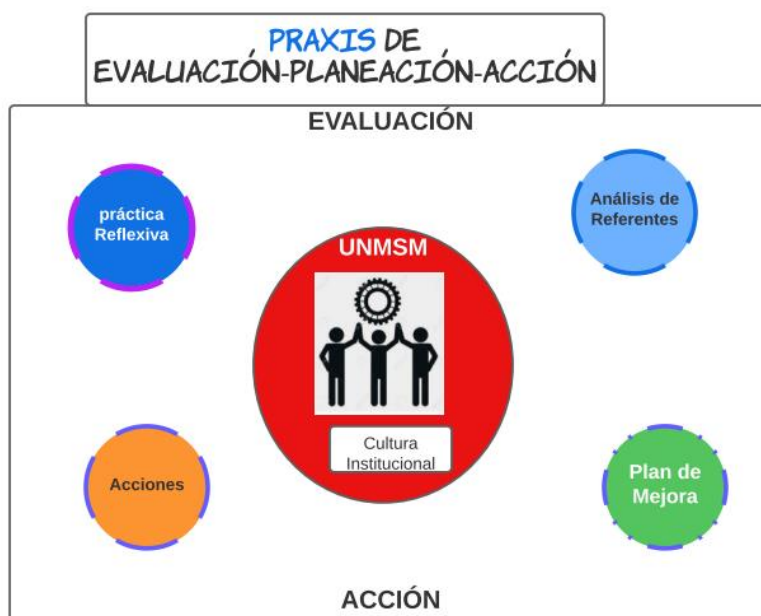 PRAXIS DE
EVALUACIÓN-PLANEACIÓN-ACCIÓN
EVALUACIÓN
práctica
Reflexiva
Análisis de
Referentes
UNMSM
Cultura
Institucional
Acciones
Plan de
Mejora
ACCIÓN